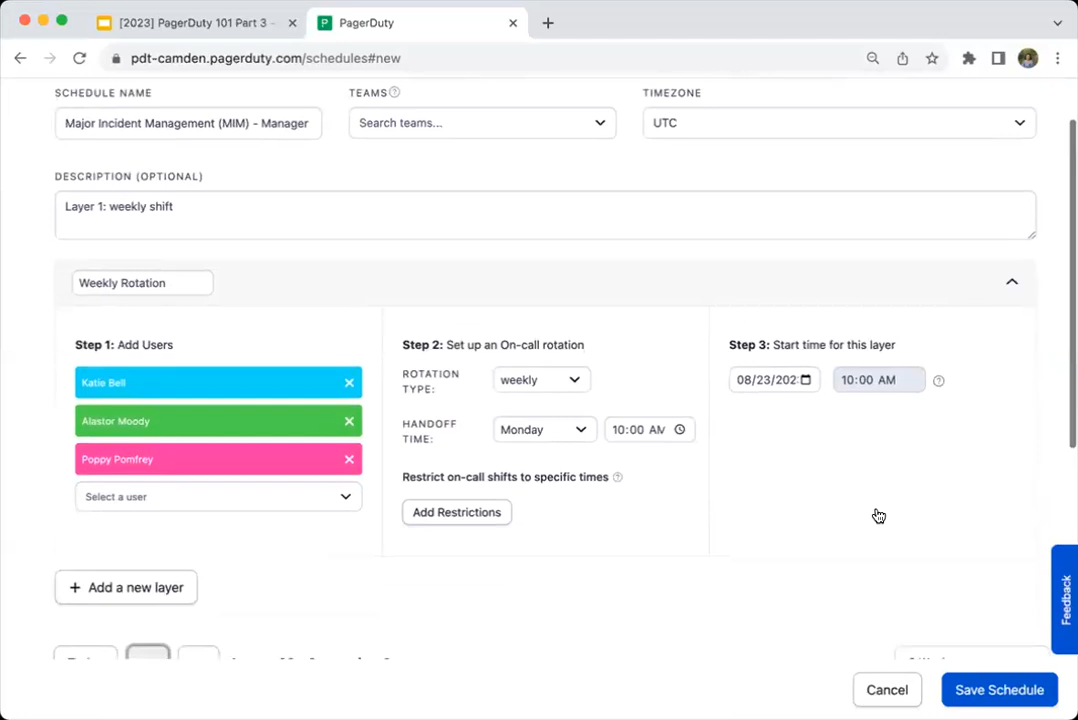 [2023] PagerDuty 101 Part 3 -
PagerDuty
pdt-camden.pagerduty.com/schedules#new
SCHEDULE NAME
TEAMS
TIMEZONE
Major Incident Management (MIM) - Manager
Search teams...
UTC
DESCRIPTION (OPTIONAL)
Layer 1: weekly shift
Weekly Rotation
Step 1: Add Users
Katie Bell
Alastor Moody
Poppy Pomfrey
Select a user
Step 2: Set up an On-call rotation
ROTATION TYPE:
weekly
HANDOFF TIME:
Monday
10:00 AM
Restrict on-call shifts to specific times
Add Restrictions
Step 3: Start time for this layer
08/23/202
10:00 AM
+ Add a new layer
Feedback
Cancel
Save Schedule